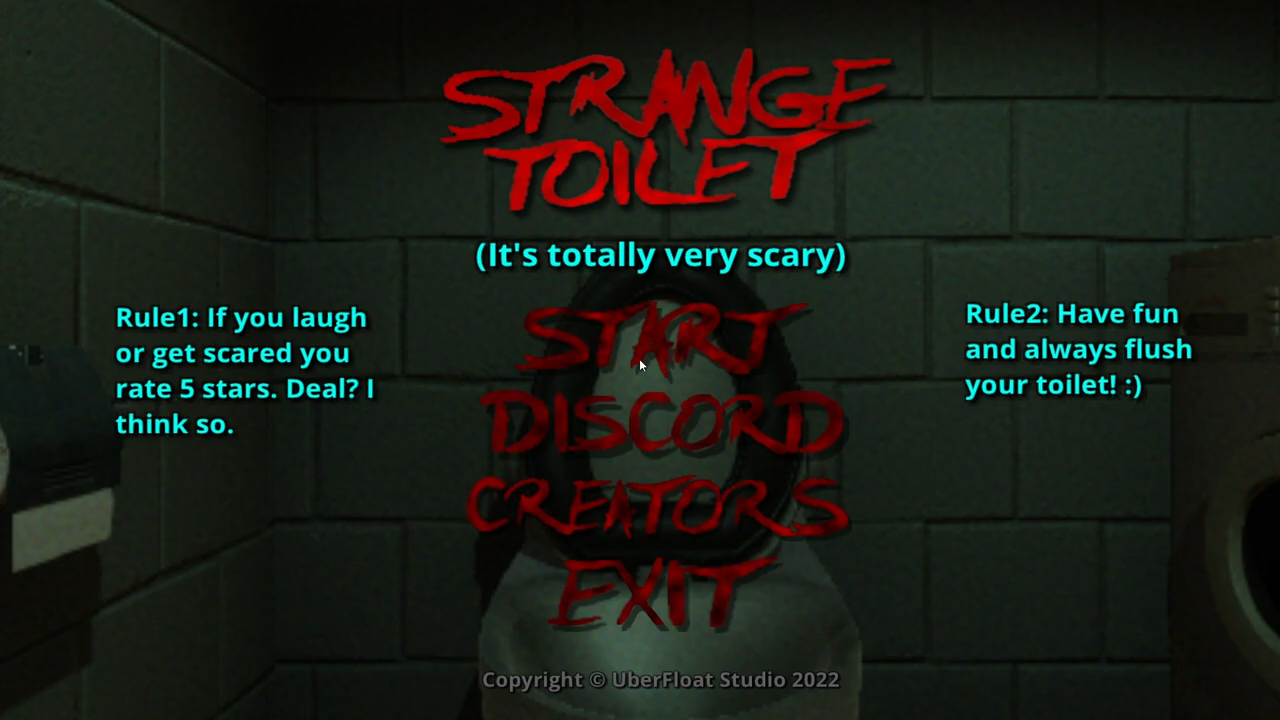 STRANGE
TOILET
(It's totally very scary)
Rule1: If you laugh
or get scared you
rate 5 stars. Deal? I
think so.
Rule2: Have fun
and always flush
your toilet! :)
START
DISCORD
CREATORS
EXIT
Copyright © UberFloat Studio 2022